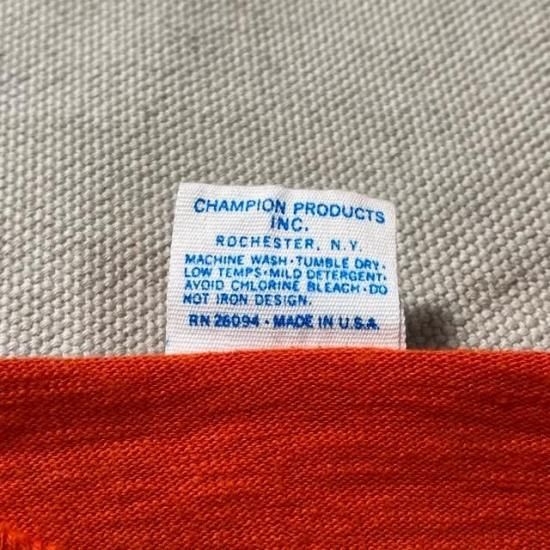 CHAMPION PRODUCTS
INC.
ROCHESTER, N.Y.
MACHINE WASH·TUMBLE DRY·
LOW TEMPS·MILD DETERGENT·
AVOID CHLORINE BLEACH·DO
NOT IRON DESIGN.
RN 26094 · MADE IN U.S.A.